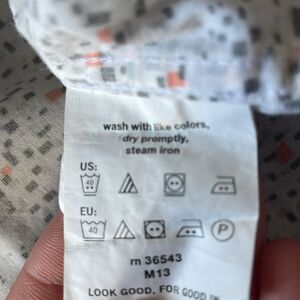 wash with like colors,
dry promptly,
steam iron
US:
40
EU:
40
P
rn 36543
M13
LOOK GOOD, FOR GOOD